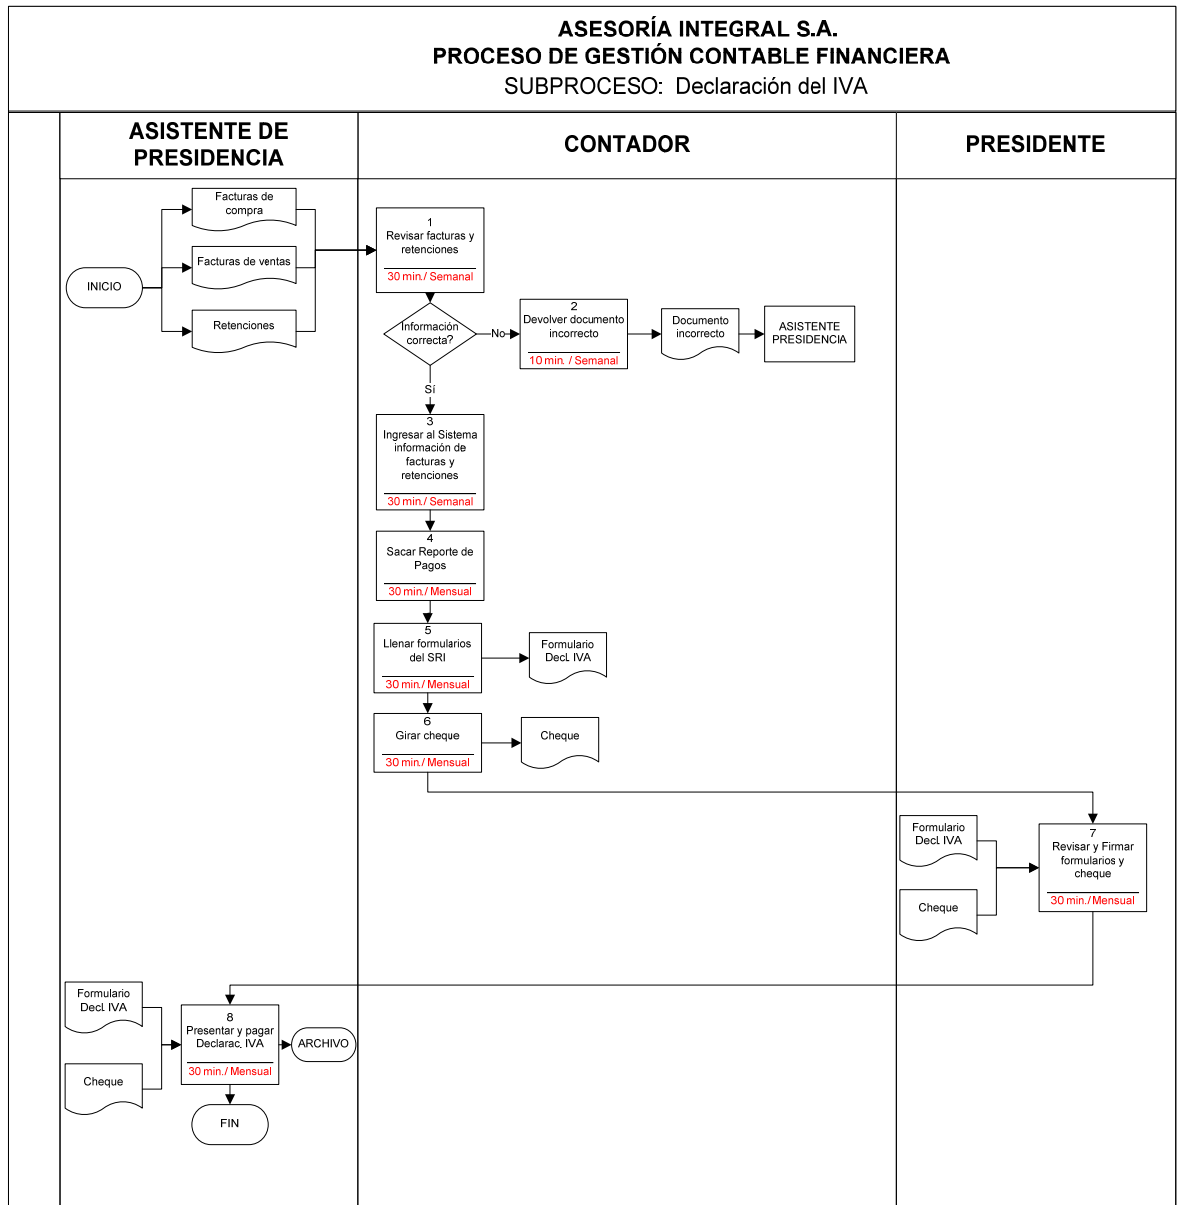 ASESORÍA INTEGRAL S.A.
PROCESO DE GESTIÓN CONTABLE FINANCIERA
SUBPROCESO: Declaración del IVA
ASISTENTE DE
PRESIDENCIA
CONTADOR
PRESIDENTE
INICIO
Facturas de
compra
Facturas de ventas
Retenciones
1
Revisar facturas y
retenciones
30 min./ Semanal
Información
correcta?
No
2
Devolver documento
incorrecto
10 min. / Semanal
Documento
incorrecto
ASISTENTE
PRESIDENCIA
Sí
3
Ingresar al Sistema
información de
facturas y
retenciones
30 min./ Semanal
4
Sacar Reporte de
Pagos
30 min./ Mensual
5
Llenar formularios
del SRI
30 min./ Mensual
Formulario
Decl. IVA
6
Girar cheque
30 min./ Mensual
Cheque
Formulario
Decl. IVA
Cheque
7
Revisar y Firmar
formularios y
cheque
30 min./ Mensual
Formulario
Decl. IVA
Cheque
8
Presentar y pagar
Declarac. IVA
30 min./ Mensual
ARCHIVO
FIN